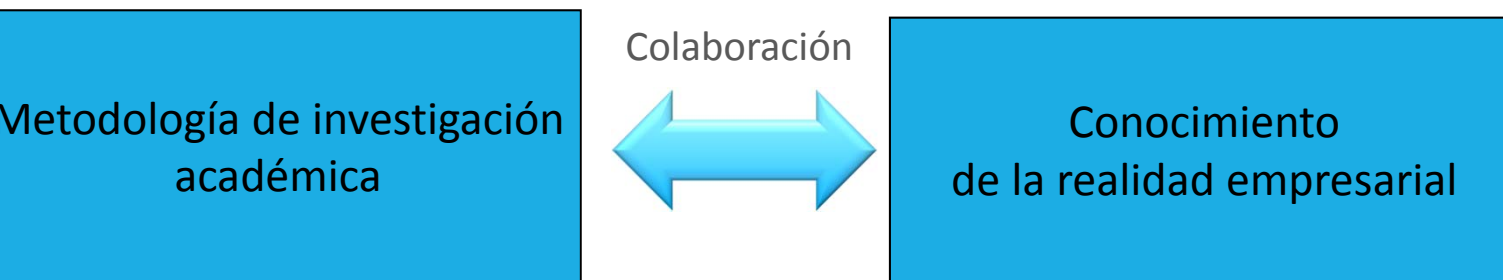 Metodología de investigación
académica
Colaboración
Conocimiento
de la realidad empresarial